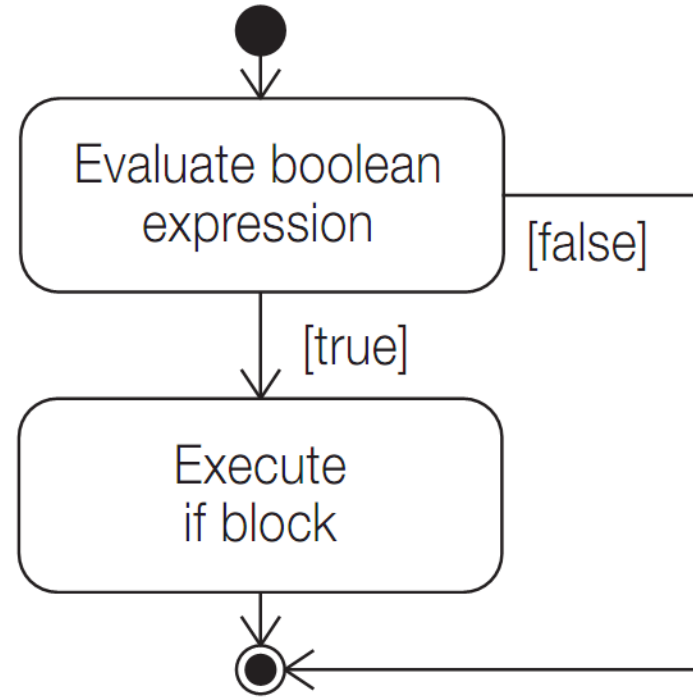 Evaluate boolean
expression
[false]
[true]
Execute
if block